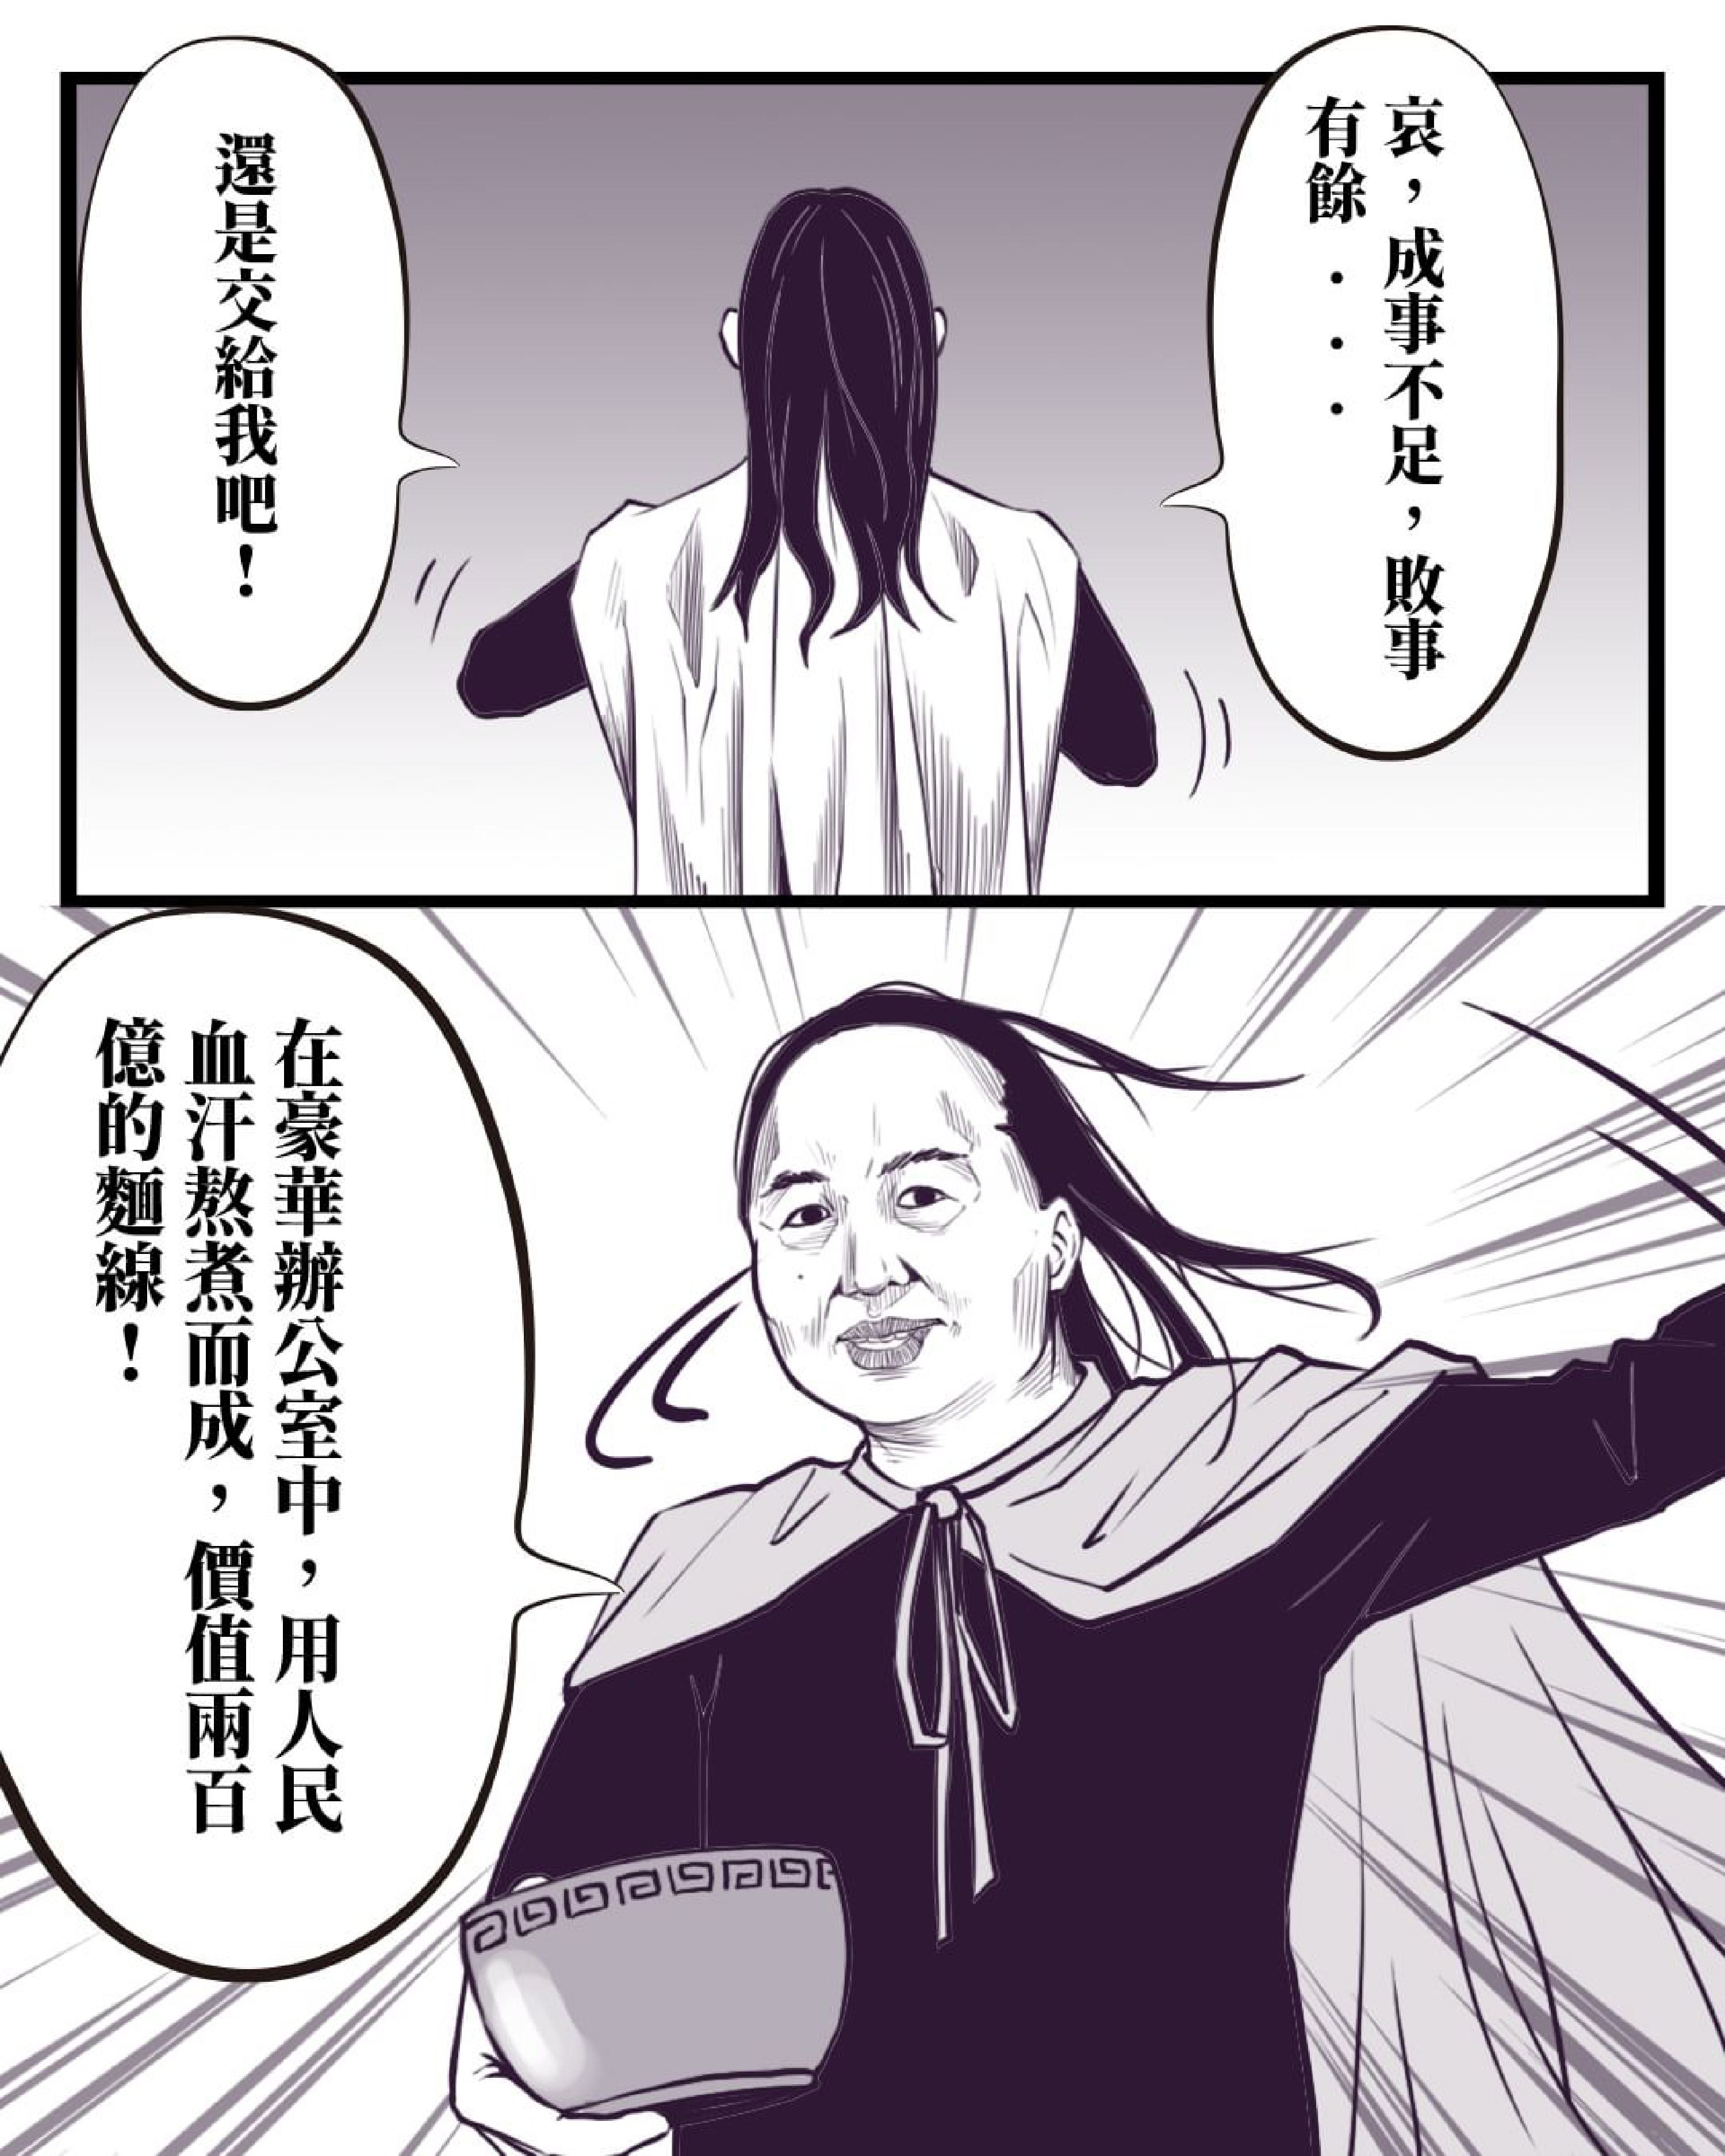 哀，成事不足，敗事
有餘．．．
還是交給我吧！
在豪華辦公室中，用人民
血汗熬煮而成，價值兩百
億的麵線！